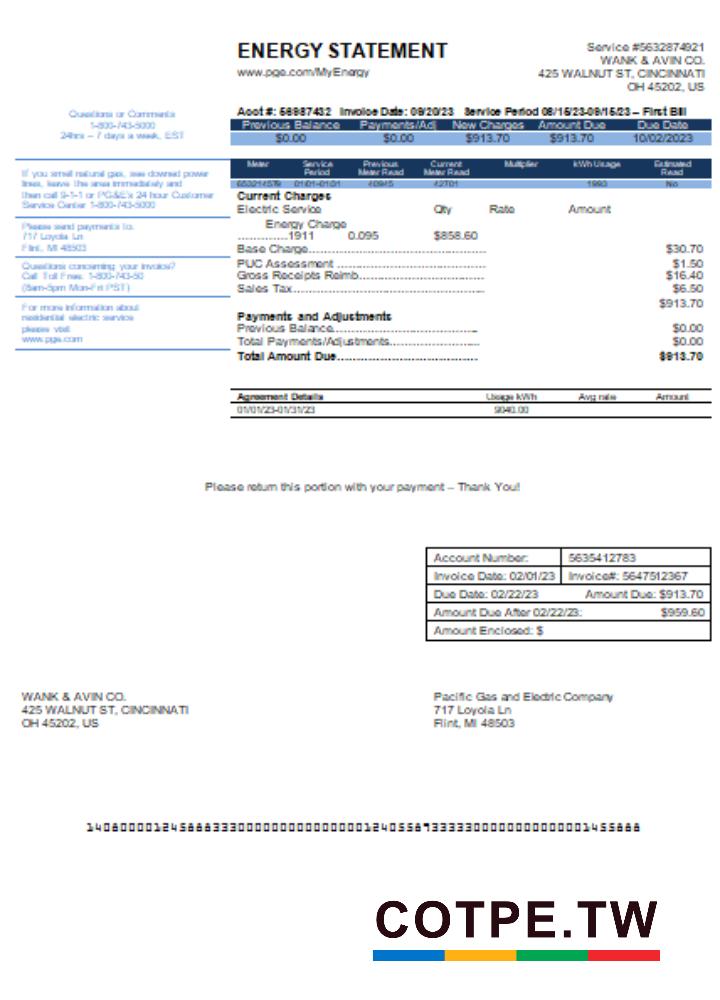 ENERGY STATEMENT
www.pge.com/MyEnergy
Service #5632874921
WANK & AVIN CO.
425 WALNUT ST, CINCINNATI
OH 45202, US
Questions or Comments
1-800-743-5000
24hrs – 7 days a week, EST
Acct #: 56987432 Invoice Date: 09/20/23 Service Period 08/15/23-09/15/23 – First Bill
Previous Balance Payments/Adj New Charges Amount Due Due Date
$0.00 $0.00 $913.70 $913.70 10/02/2023
If you smell natural gas, see downed power
lines, leave the area immediately and
then call 9-1-1 or PG&E's 24 hour Customer
Service Center 1-800-743-5000
Please send payments to.
717 Loyola Ln
Flint, MI 48503
Questions concerning your invoice?
Call Toll Free: 1-800-743-50
(8am-5pm Mon-Fri PST)
For more information about
residential electric service
please visit
www.pge.com
Meter Service Period Previous Meter Read Current Meter Read Multiplier kWh Usage Estimated Read
01/01-01/31 40945 No
Current Charges
Electric Service Qty Rate Amount
Energy Charge
..............1911 0.095 $858.60
Base Charge.................................................. $30.70
PUC Assessment ........................................... $1.50
Gross Receipts Reimb.................................... $16.40
Sales Tax...................................................... $6.50
$913.70
Payments and Adjustments
Previous Balance........................................... $0.00
Total Payments/Adjustments.......................... $0.00
Total Amount Due.......................................... $913.70
Agreement Details Usage kWh Avg rate Amount
01/01/23-01/31/23 9040.00
Please return this portion with your payment – Thank You!
Account Number: 5635412783
Invoice Date: 02/01/23 Invoice#: 5647512367
Due Date: 02/22/23 Amount Due: $913.70
Amount Due After 02/22/23: $959.60
Amount Enclosed: $
WANK & AVIN CO.
425 WALNUT ST, CINCINNATI
OH 45202, US
Pacific Gas and Electric Company
717 Loyola Ln
Flint, MI 48503
COTPE.TW